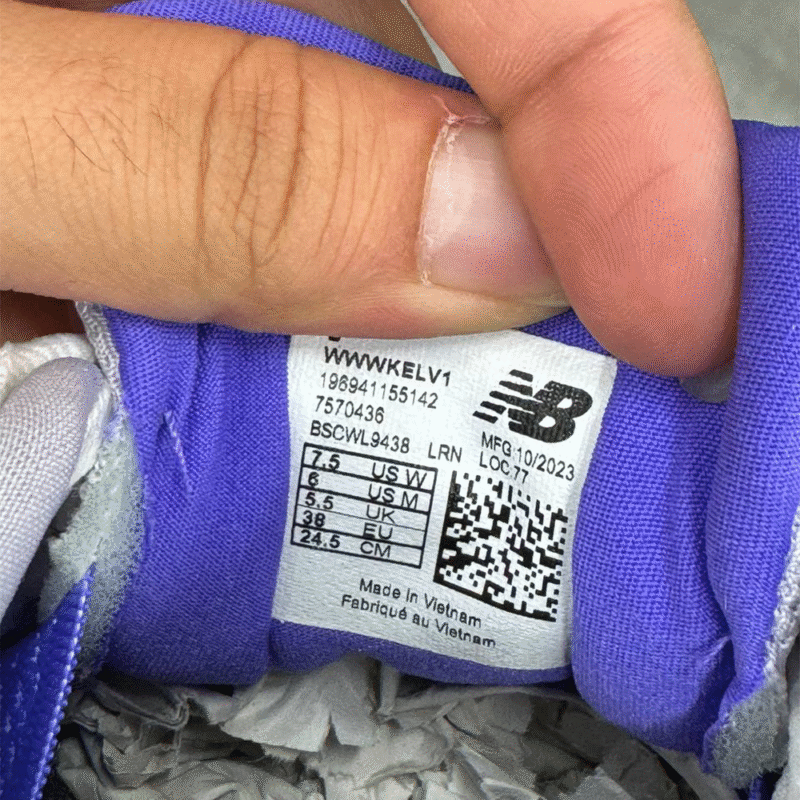 WWWKELV1
196941155142
7570436
BSCWL9438 LRN
MFG 10/2023
LOC 77
NB
7.5 US W
6 US M
5.5 UK
38 EU
24.5 CM
Made in Vietnam
Fabriqué au Vietnam